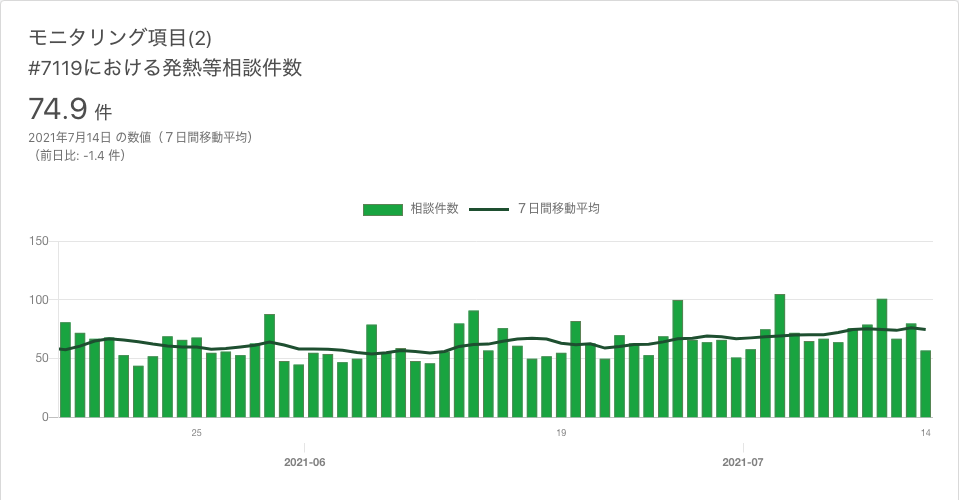 モニタリング項目(2)
#7119における発熱等相談件数
74.9 件
2021年7月14日 の数値（７日間移動平均）
（前日比: -1.4 件）
相談件数 ７日間移動平均
150
100
50
0
25 19 14
2021-06 2021-07